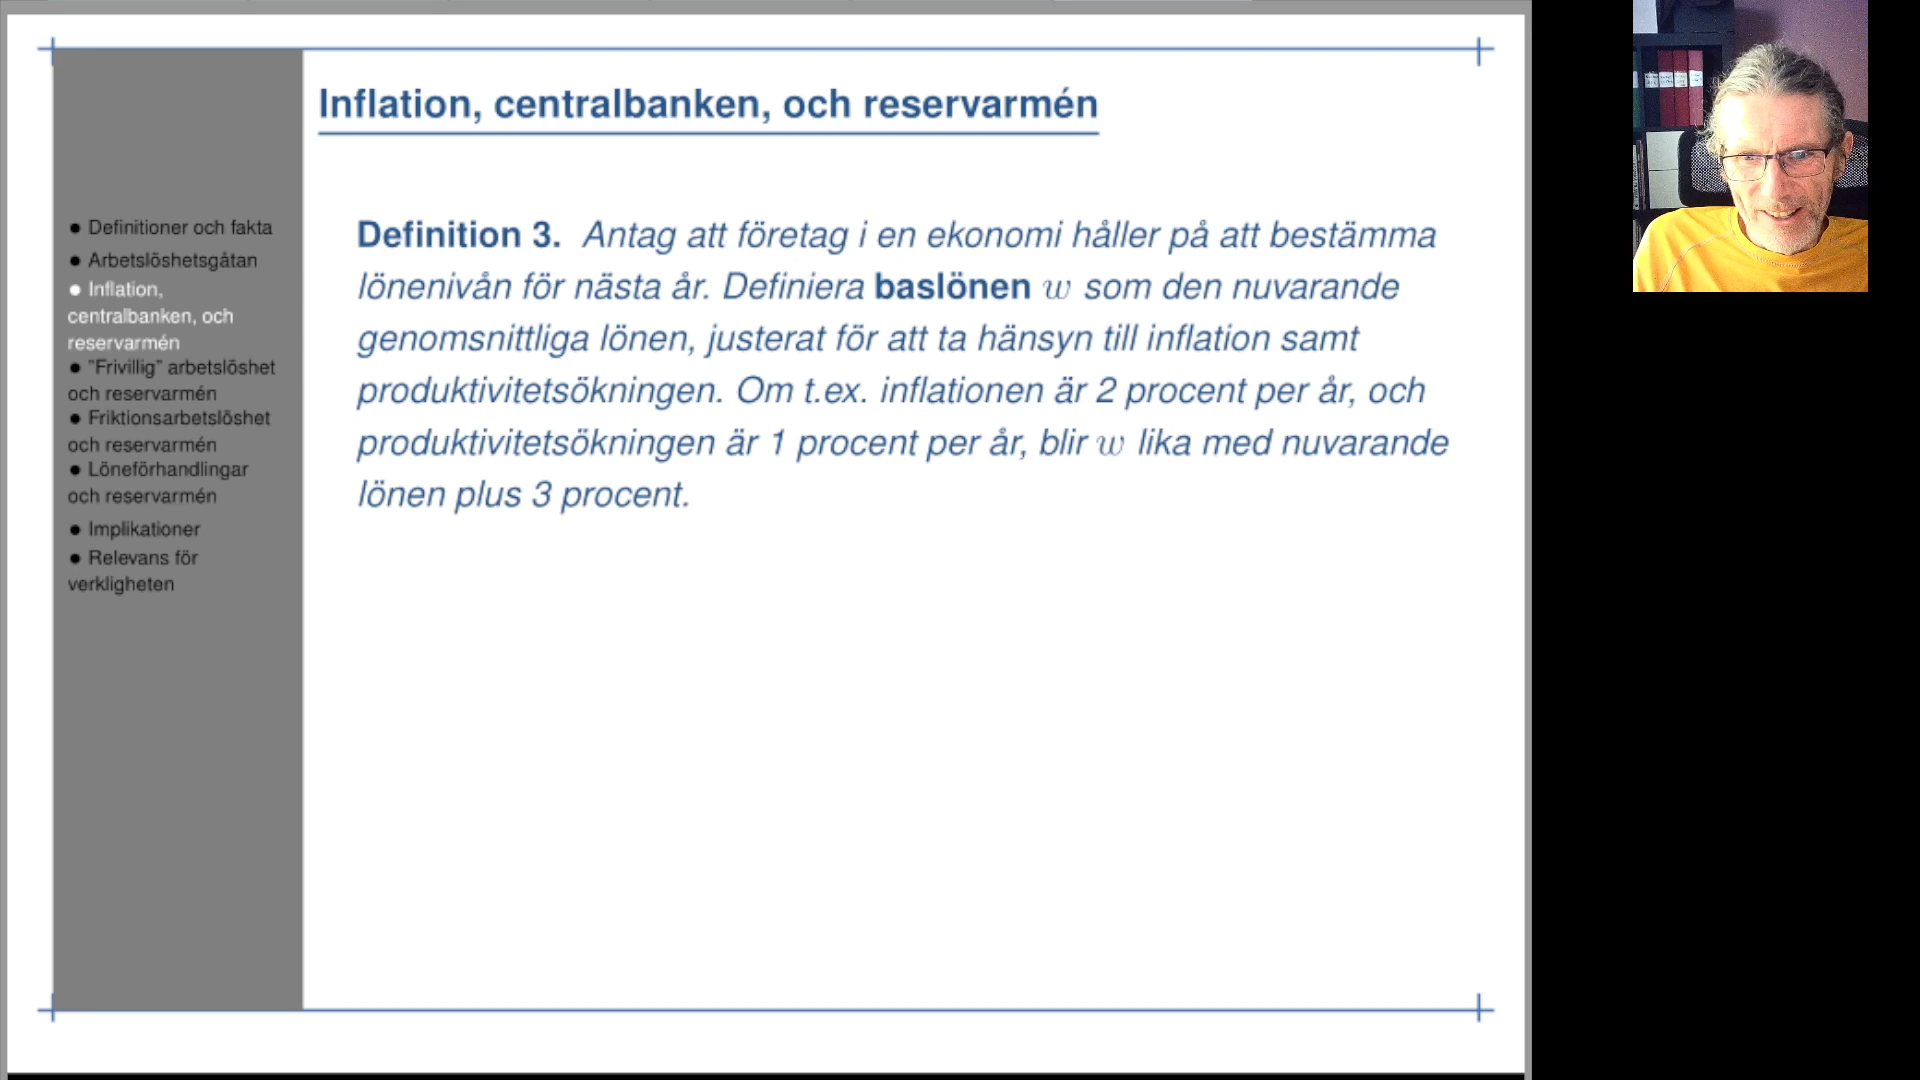 Inflation, centralbanken, och reservarmén
● Definitioner och fakta
● Arbetslöshetsgåtan
● Inflation,
centralbanken, och
reservarmén
● ”Frivillig” arbetslöshet
och reservarmén
● Friktionsarbetslöshet
och reservarmén
● Löneförhandlingar
och reservarmén
● Implikationer
● Relevans för
verkligheten
Definition 3. Antag att företag i en ekonomi håller på att bestämma
lönenivån för nästa år. Definiera baslönen w som den nuvarande
genomsnittliga lönen, justerat för att ta hänsyn till inflation samt
produktivitetsökningen. Om t.ex. inflationen är 2 procent per år, och
produktivitetsökningen är 1 procent per år, blir w lika med nuvarande
lönen plus 3 procent.